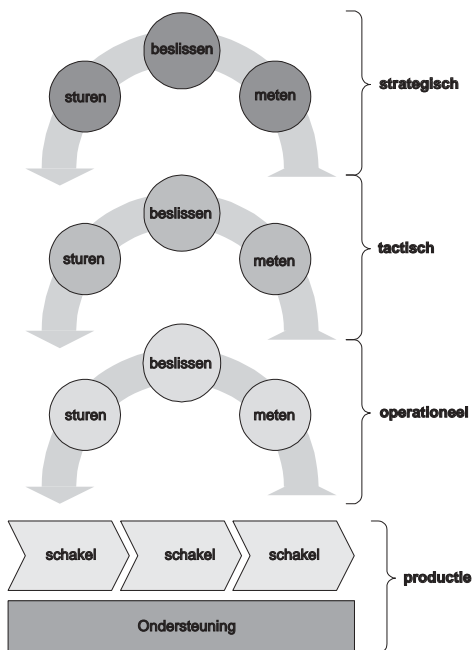 beslissen
sturen
meten
strategisch
beslissen
sturen
meten
tactisch
beslissen
sturen
meten
operationeel
schakel schakel schakel
productie
Ondersteuning